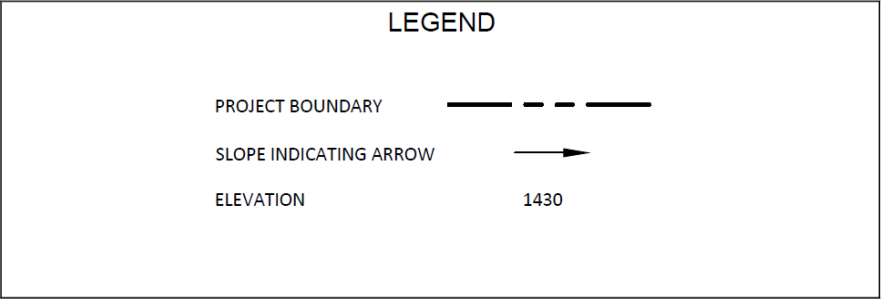 LEGEND
PROJECT BOUNDARY
SLOPE INDICATING ARROW
ELEVATION 1430